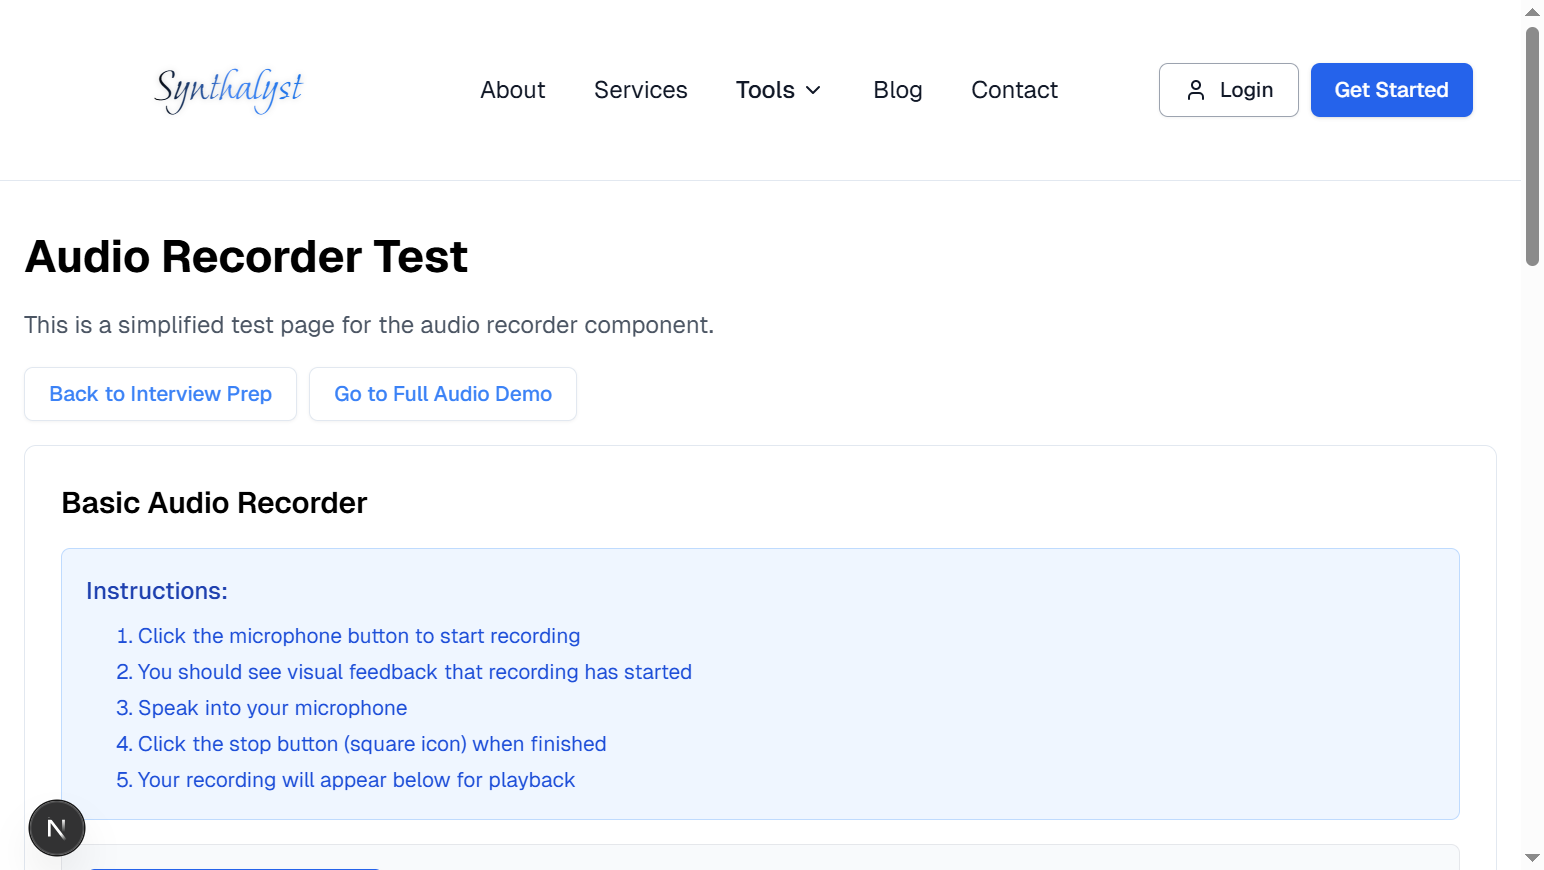 Synthalyst
About
Services
Tools
Blog
Contact
Login
Get Started
Audio Recorder Test
This is a simplified test page for the audio recorder component.
Back to Interview Prep
Go to Full Audio Demo
Basic Audio Recorder
Instructions:
1. Click the microphone button to start recording
2. You should see visual feedback that recording has started
3. Speak into your microphone
4. Click the stop button (square icon) when finished
5. Your recording will appear below for playback
N